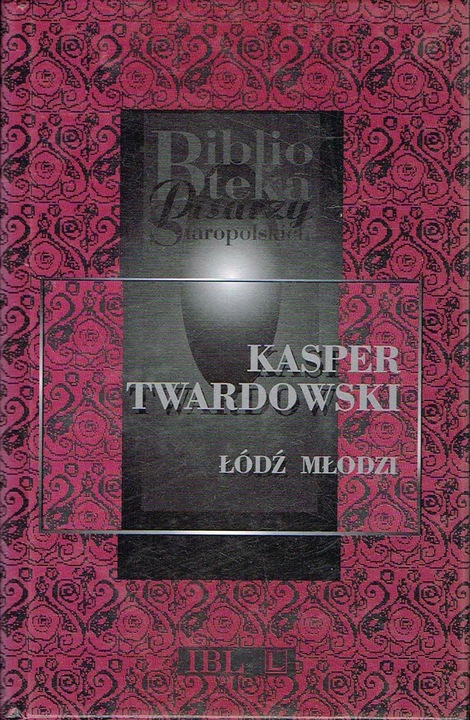 Biblio
teka
Pisarzy
Staropolskich
KASPER
TWARDOWSKI
ŁÓDŹ MŁODZI
IBL L